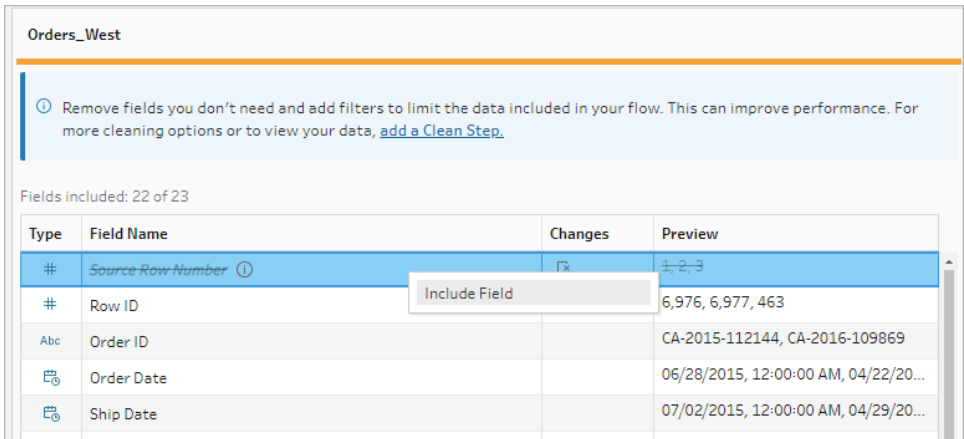 Orders_West
Remove fields you don't need and add filters to limit the data included in your flow. This can improve performance. For
more cleaning options or to view your data, add a Clean Step.
Fields included: 22 of 23
Type Field Name Changes Preview
# Source Row Number 1, 2, 3
Include Field
# Row ID 6,976, 6,977, 463
Abc Order ID CA-2015-112144, CA-2016-109869
Order Date 06/28/2015, 12:00:00 AM, 04/22/20...
Ship Date 07/02/2015, 12:00:00 AM, 04/29/20...